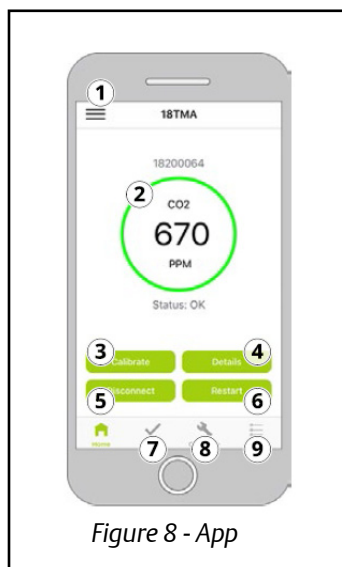 1
18TMA
18200064
2
CO2
670
PPM
Status: OK
3 4
Calibrate Details
Disconnect Restart
5 6
Home
7 8 9
Figure 8 - App